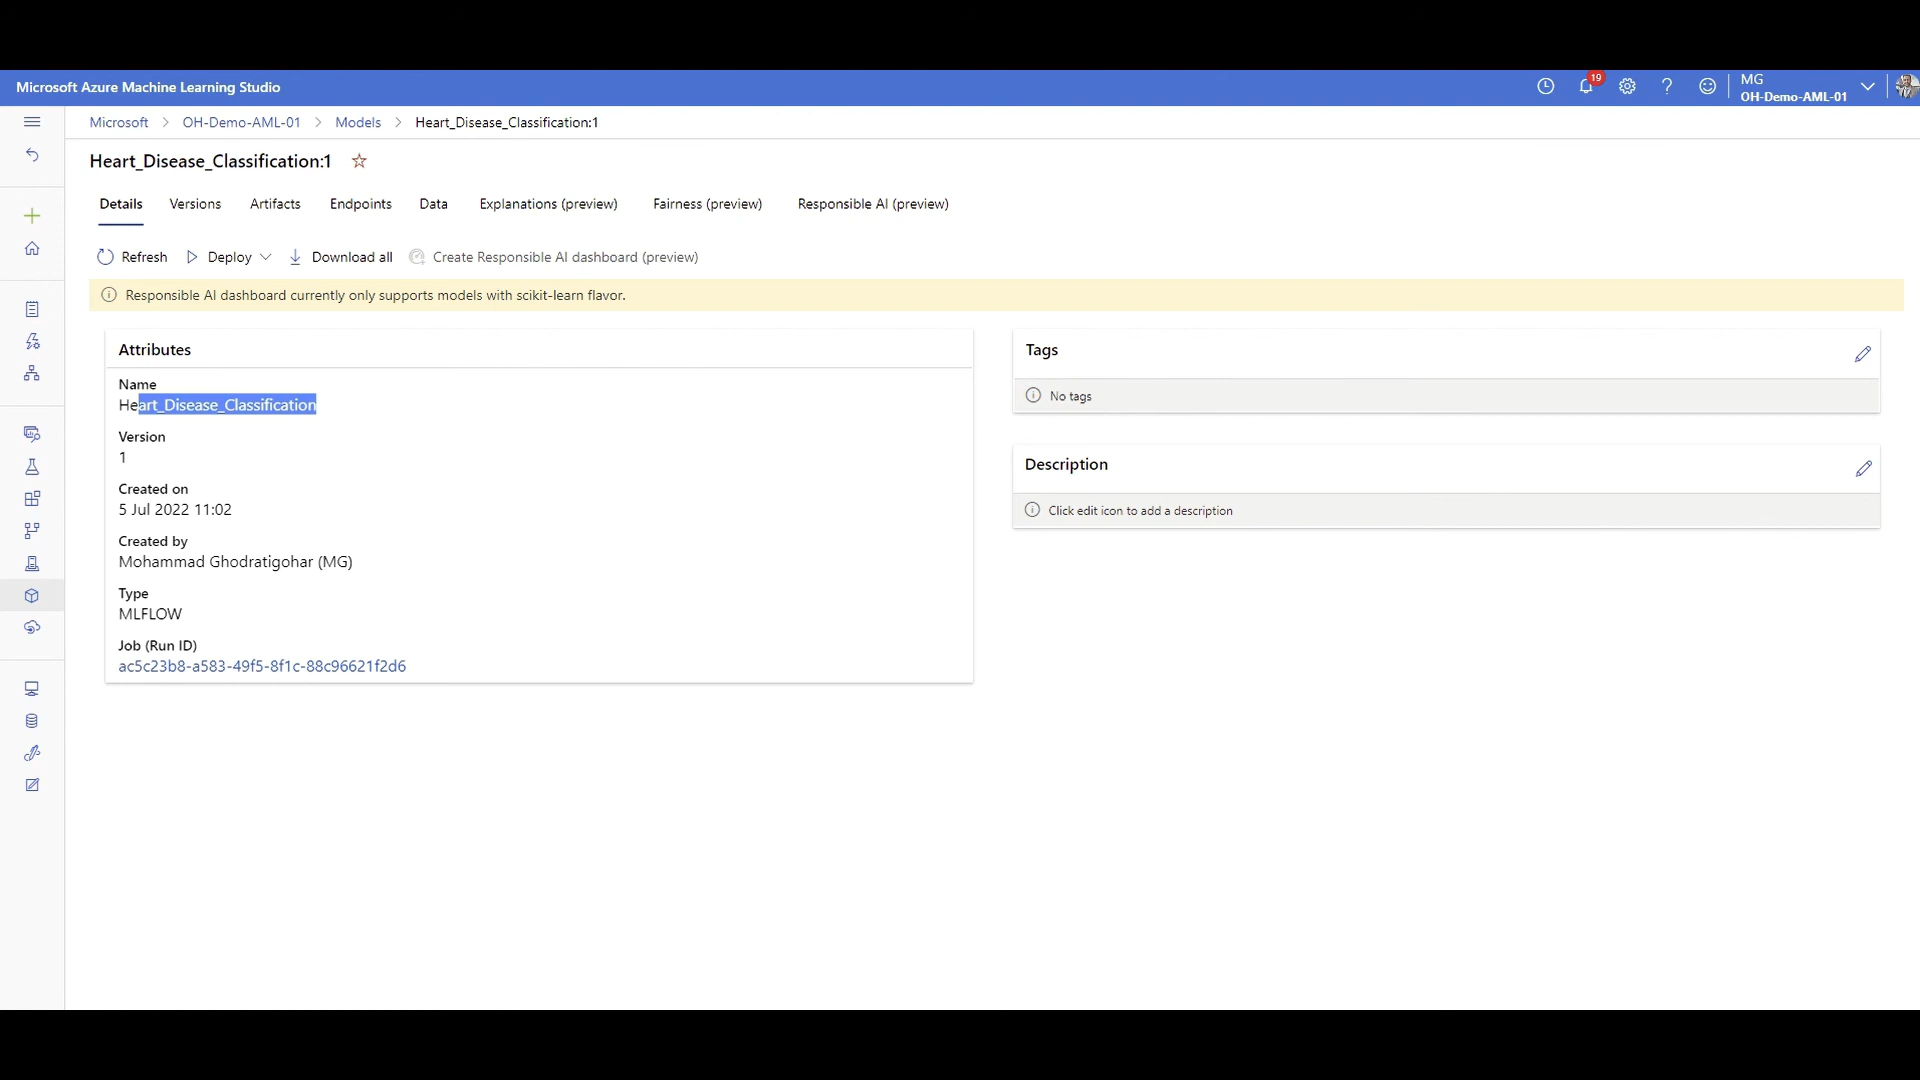 Microsoft Azure Machine Learning Studio
19
MG
OH-Demo-AML-01
Microsoft > OH-Demo-AML-01 > Models > Heart_Disease_Classification:1
Heart_Disease_Classification:1
Details Versions Artifacts Endpoints Data Explanations (preview) Fairness (preview) Responsible AI (preview)
Refresh Deploy Download all Create Responsible AI dashboard (preview)
Responsible AI dashboard currently only supports models with scikit-learn flavor.
Attributes
Name
Heart_Disease_Classification
Version
1
Created on
5 Jul 2022 11:02
Created by
Mohammad Ghodratigohar (MG)
Type
MLFLOW
Job (Run ID)
ac5c23b8-a583-49f5-8f1c-88c96621f2d6
Tags
No tags
Description
Click edit icon to add a description